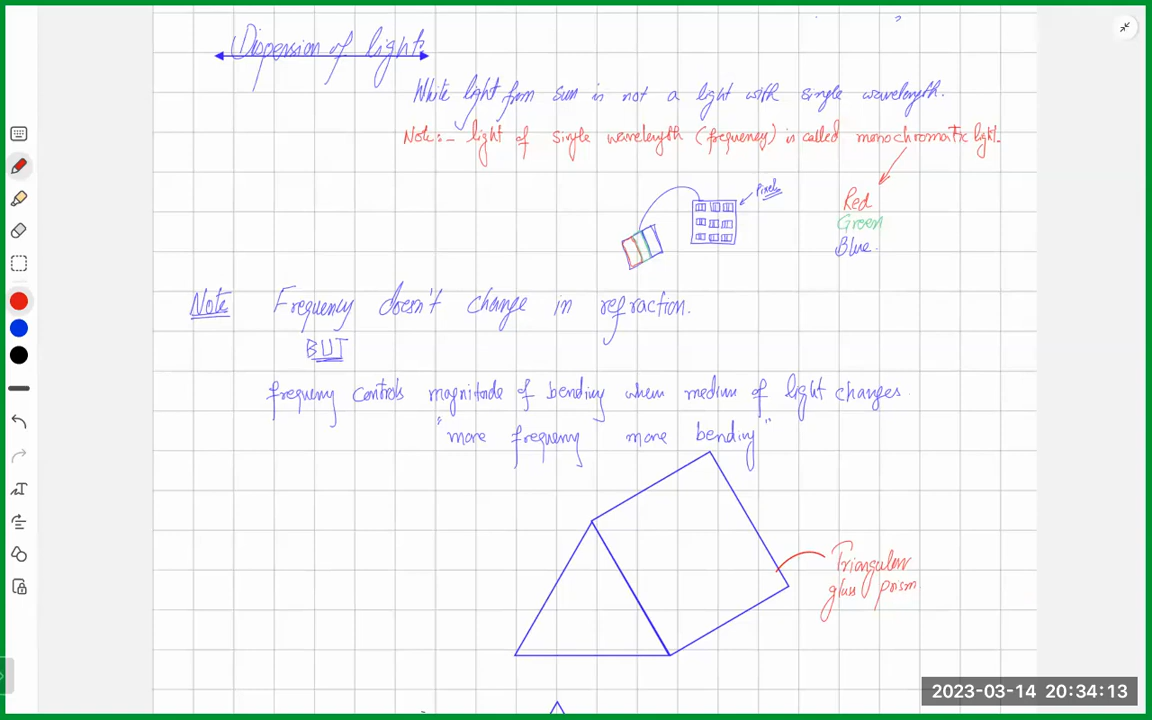 Dispersion of light:
White light from sun is not a light with single wavelength.
Note:- light of single wavelength (frequency) is called monochromatic light.
Pixels
Red
Green
Blue.
Note Frequency doesn't change in refraction.
BUT
frequency controls magnitude of bending when medium of light changes.
"more frequency more bending"
Triangular
glass prism
2023-03-14 20:34:13